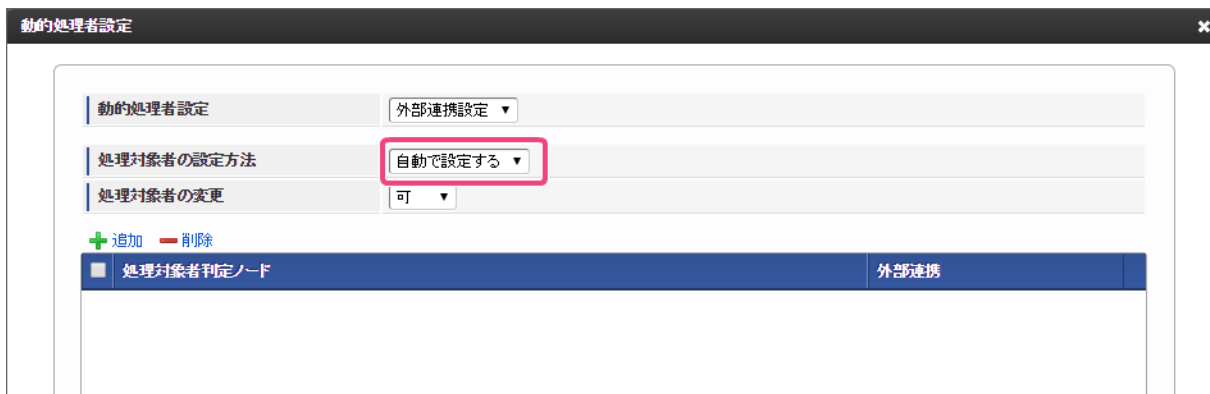 動的処理者設定
動的処理者設定 外部連携設定
処理対象者の設定方法 自動で設定する
処理対象者の変更 可
追加 削除
処理対象者判定ノード 外部連携